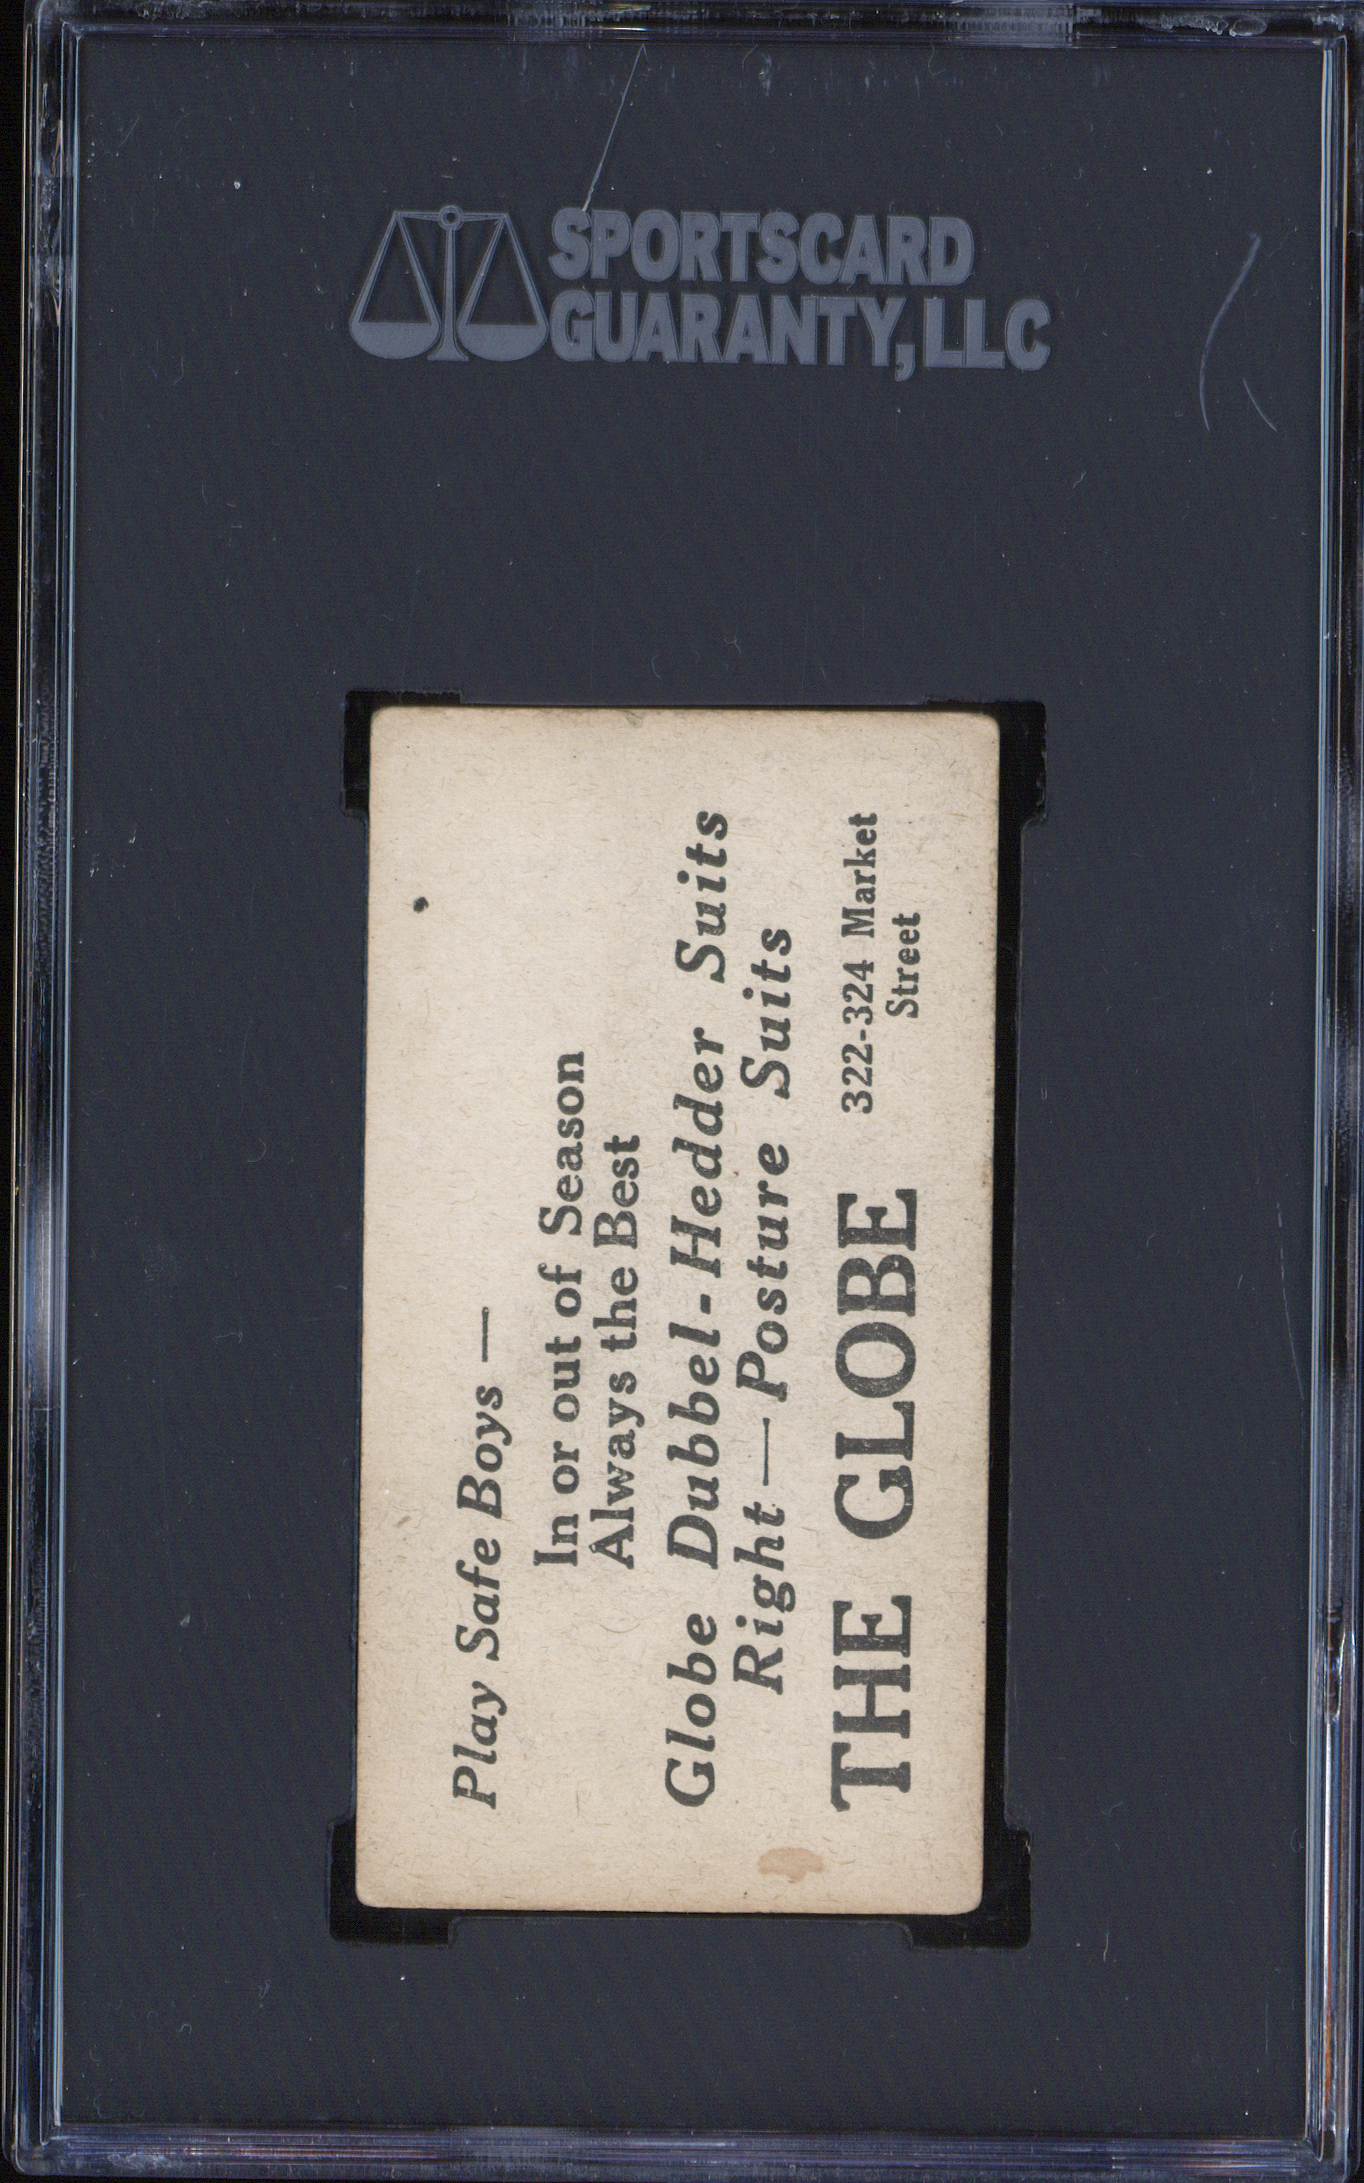 SPORTSCARD
GUARANTY, LLC
Play Safe Boys —
In or out of Season
Always the Best
Globe Dubbel-Hedder Suits
Right—Posture Suits
THE GLOBE 322-324 Market
Street